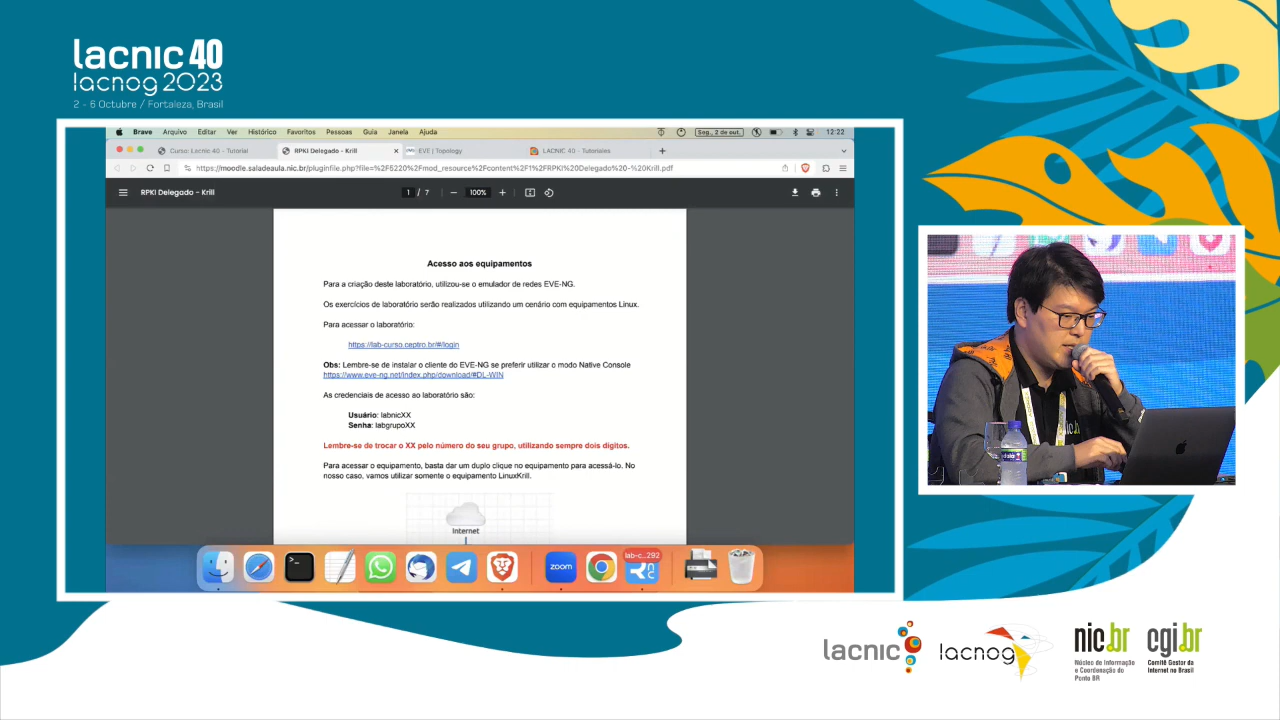 lacnic 40
lacnog 2023
2 - 6 Octubre / Fortaleza, Brasil
Brave Arquivo Editar Ver Histórico Favoritos Pessoas Guia Janela Ajuda
Seg., 2 de out. 12:22
Curso: Lacnic 40 - Tutorial
RPKI Delegado - Krill
EVE | Topology
LACNIC 40 - Tutoriales
https://moodle.saladeaula.nic.br/pluginfile.php?file=%2F5220%2Fmod_resource%2Fcontent%2F1%2FRPKI%20Delegado%20-%20Krill.pdf
RPKI Delegado - Krill
1 / 7
100%
Acesso aos equipamentos
Para a criação deste laboratório, utilizou-se o emulador de redes EVE-NG.
Os exercícios de laboratório serão realizados utilizando um cenário com equipamentos Linux.
Para acessar o laboratório:
https://lab-curso.ceptro.br/#/login
Obs: Lembre-se de instalar o cliente do EVE-NG se preferir utilizar o modo Native Console
https://www.eve-ng.net/index.php/download/#DL-WIN
As credenciais de acesso ao laboratório são:
Usuário: labnicXX
Senha: labgrupoXX
Lembre-se de trocar o XX pelo número do seu grupo, utilizando sempre dois dígitos.
Para acessar o equipamento, basta dar um duplo clique no equipamento para acessá-lo. No
nosso caso, vamos utilizar somente o equipamento LinuxKrill.
Internet
lab-c...292
zoom
lacnic
lacnog
nic.br
Núcleo de Informação
e Coordenação do
Ponto BR
cgi.br
Comitê Gestor da
Internet no Brasil